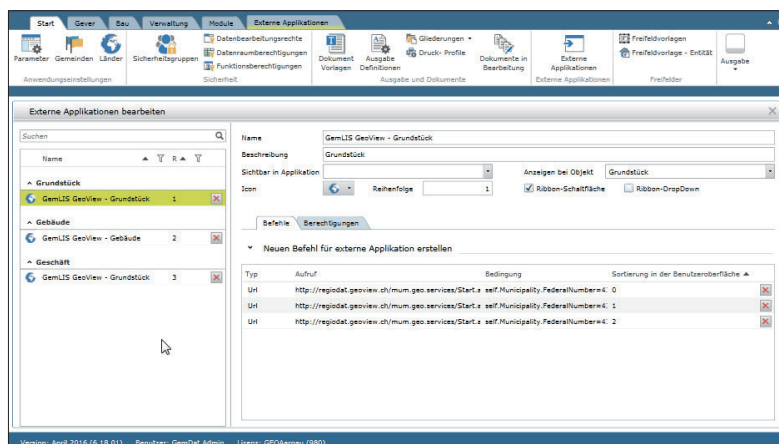 Start Gever Bau Verwaltung Module Externe Applikationen
Parameter Gemeinden Länder
Anwendungseinstellungen
Sicherheitsgruppen
Datenbearbeitungsrechte
Datenraumberechtigungen
Funktionsberechtigungen
Sicherheit
Dokument Vorlagen
Ausgabe Definitionen
Gliederungen
Druck- Profile
Dokumente in Bearbeitung
Ausgabe und Dokumente
Externe Applikationen
Externe Applikationen
Freifeldvorlagen
Freifeldvorlage - Entität
Freifelder
Ausgabe
Externe Applikationen bearbeiten
Suchen
Name R
Grundstück
GemLIS GeoView - Grundstück 1
Gebäude
GemLIS GeoView - Gebäude 2
Geschäft
GemLIS GeoView - Grundstück 3
Name GemLIS GeoView - Grundstück
Beschreibung Grundstück
Sichtbar in Applikation Anzeigen bei Objekt Grundstück
Icon Reihenfolge 1 Ribbon-Schaltfläche Ribbon-DropDown
Befehle Berechtigungen
Neuen Befehl für externe Applikation erstellen
Typ Aufruf Bedingung Sortierung in der Benutzeroberfläche
Url http://regiodat.geoview.ch/mum.geo.services/Start.a self.Municipality.FederalNumber=4 0
Url http://regiodat.geoview.ch/mum.geo.services/Start.a self.Municipality.FederalNumber=4 1
Url http://regiodat.geoview.ch/mum.geo.services/Start.a self.Municipality.FederalNumber=4 2
Version: April 2016 (6.18.01) Benutzer: GemDat Admin Lizenz: GEOAargau (980)